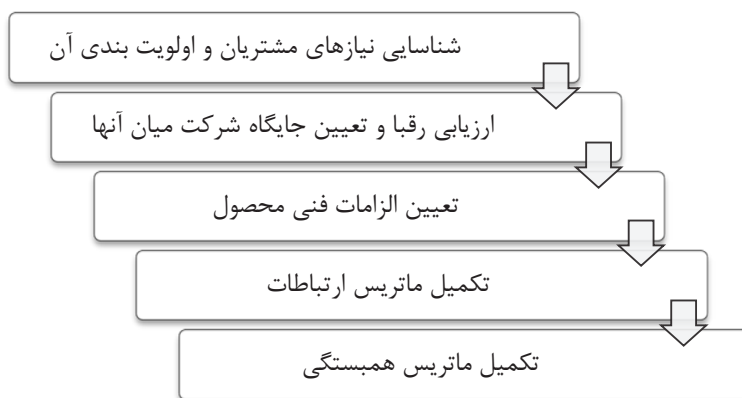 شناسایی نیازهای مشتریان و اولویت بندی آن
ارزیابی رقبا و تعیین جایگاه شرکت میان آنها
تعیین الزامات فنی محصول
تکمیل ماتریس ارتباطات
تکمیل ماتریس همبستگی